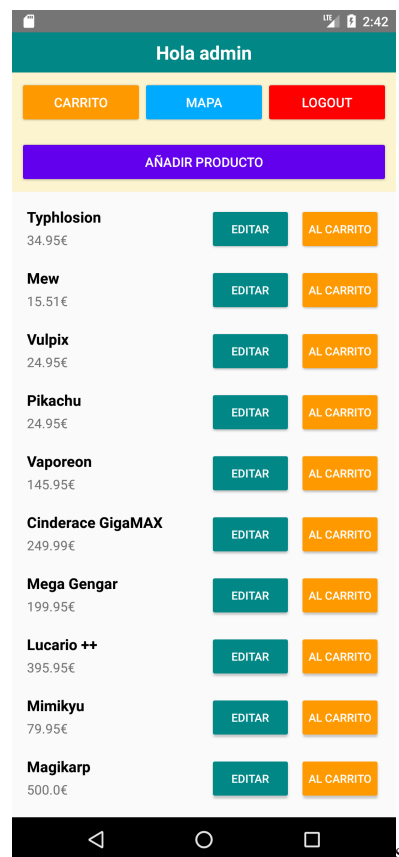 LTE 2:42
Hola admin
CARRITO MAPA LOGOUT
AÑADIR PRODUCTO
Typhlosion
34.95€
EDITAR AL CARRITO
Mew
15.51€
EDITAR AL CARRITO
Vulpix
24.95€
EDITAR AL CARRITO
Pikachu
24.95€
EDITAR AL CARRITO
Vaporeon
145.95€
EDITAR AL CARRITO
Cinderace GigaMAX
249.99€
EDITAR AL CARRITO
Mega Gengar
199.95€
EDITAR AL CARRITO
Lucario ++
395.95€
EDITAR AL CARRITO
Mimikyu
79.95€
EDITAR AL CARRITO
Magikarp
500.0€
EDITAR AL CARRITO